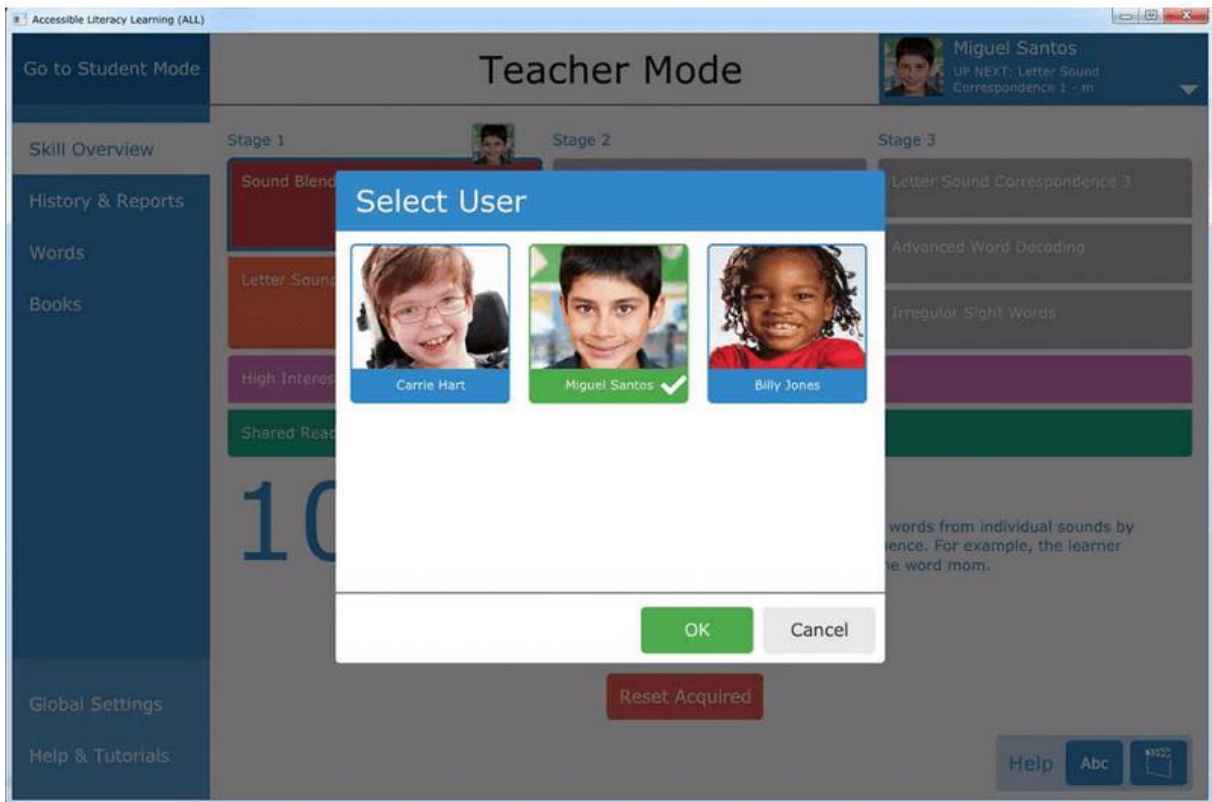 Accessible Literacy Learning (ALL)
Go to Student Mode
Teacher Mode
Miguel Santos
UP NEXT: Letter Sound
Correspondence 1 - m
Skill Overview
History & Reports
Words
Books
Global Settings
Help & Tutorials
Stage 1
Stage 2
Stage 3
Sound Blend
Letter Sound Correspondence 3
Advanced Word Decoding
Letter Soun
Irregular Sight Words
High Interes
Shared Read
Select User
Carrie Hart
Miguel Santos
Billy Jones
10
words from individual sounds by
ence. For example, the learner
e word mom.
OK
Cancel
Reset Acquired
Help
Abc